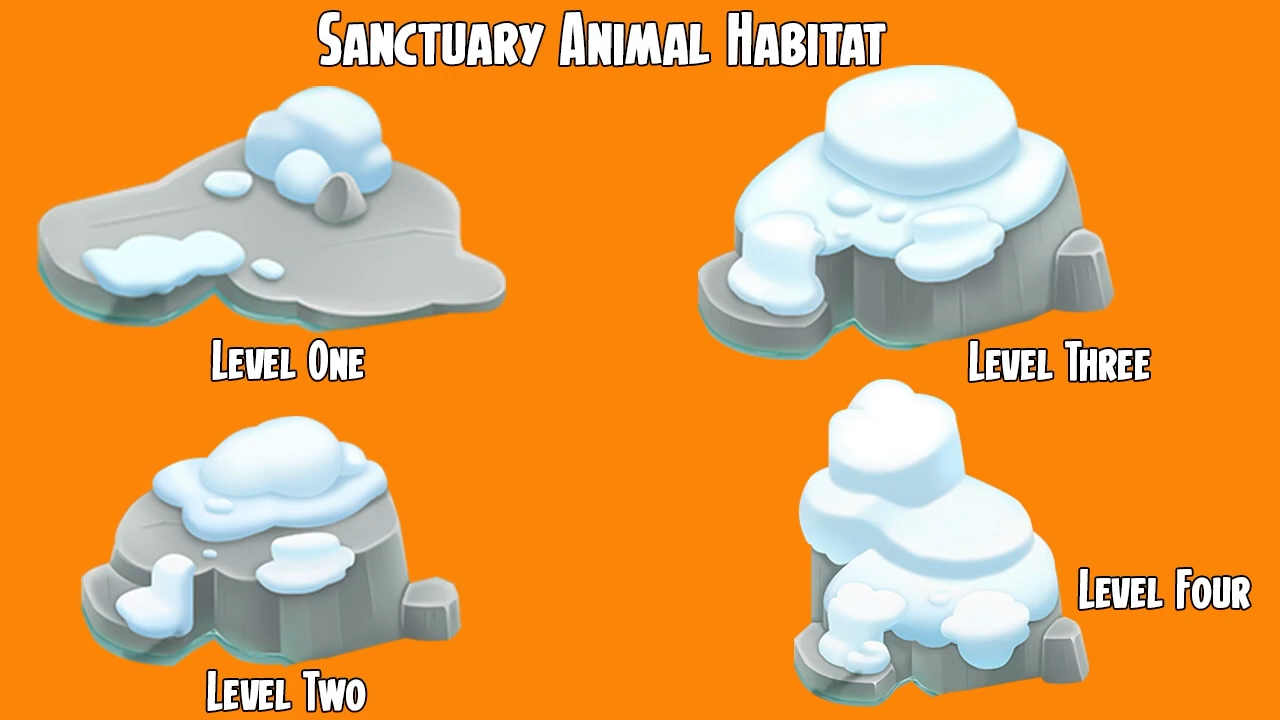 Sanctuary Animal Habitat
Level One
Level Three
Level Two
Level Four